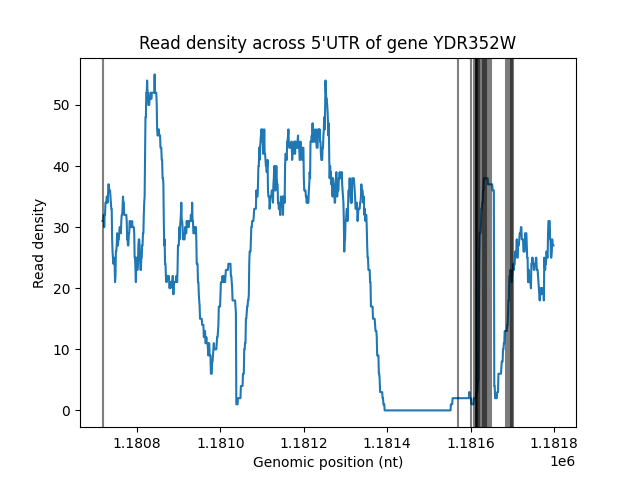 Read density across 5'UTR of gene YDR352W
Read density
50
40
30
20
10
0
1.1808 1.1810 1.1812 1.1814 1.1816 1.1818
1e6
Genomic position (nt)